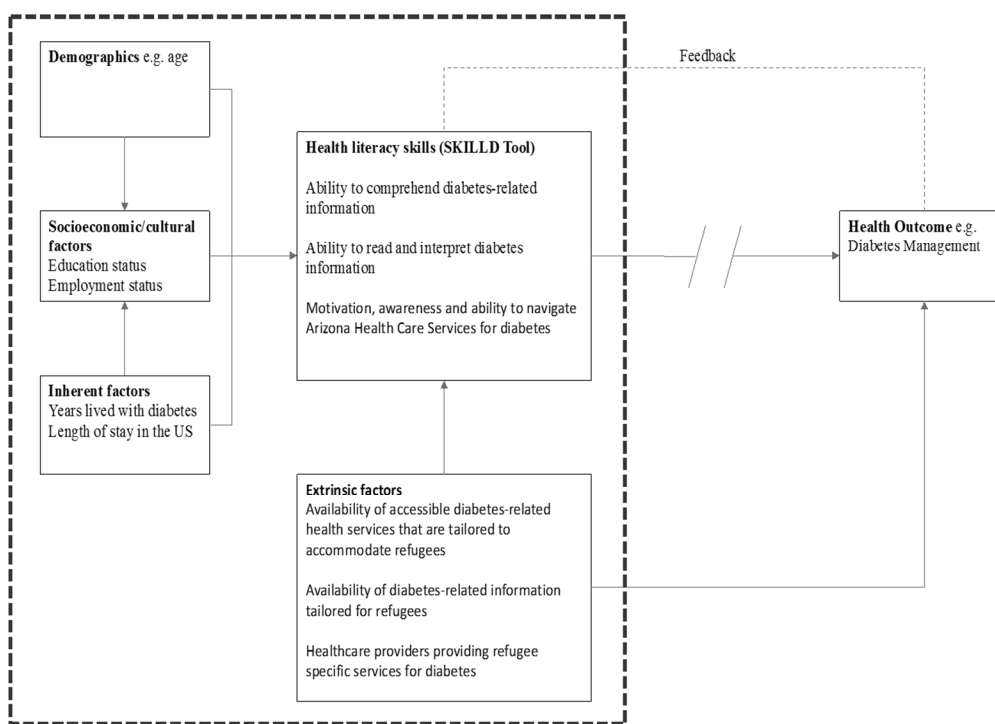 Demographics e.g. age
Feedback
Health literacy skills (SKILLD Tool)
Ability to comprehend diabetes-related
information
Ability to read and interpret diabetes
information
Motivation, awareness and ability to navigate
Arizona Health Care Services for diabetes
Socioeconomic/cultural
factors
Education status
Employment status
Health Outcome e.g.
Diabetes Management
Inherent factors
Years lived with diabetes
Length of stay in the US
Extrinsic factors
Availability of accessible diabetes-related
health services that are tailored to
accommodate refugees
Availability of diabetes-related information
tailored for refugees
Healthcare providers providing refugee
specific services for diabetes